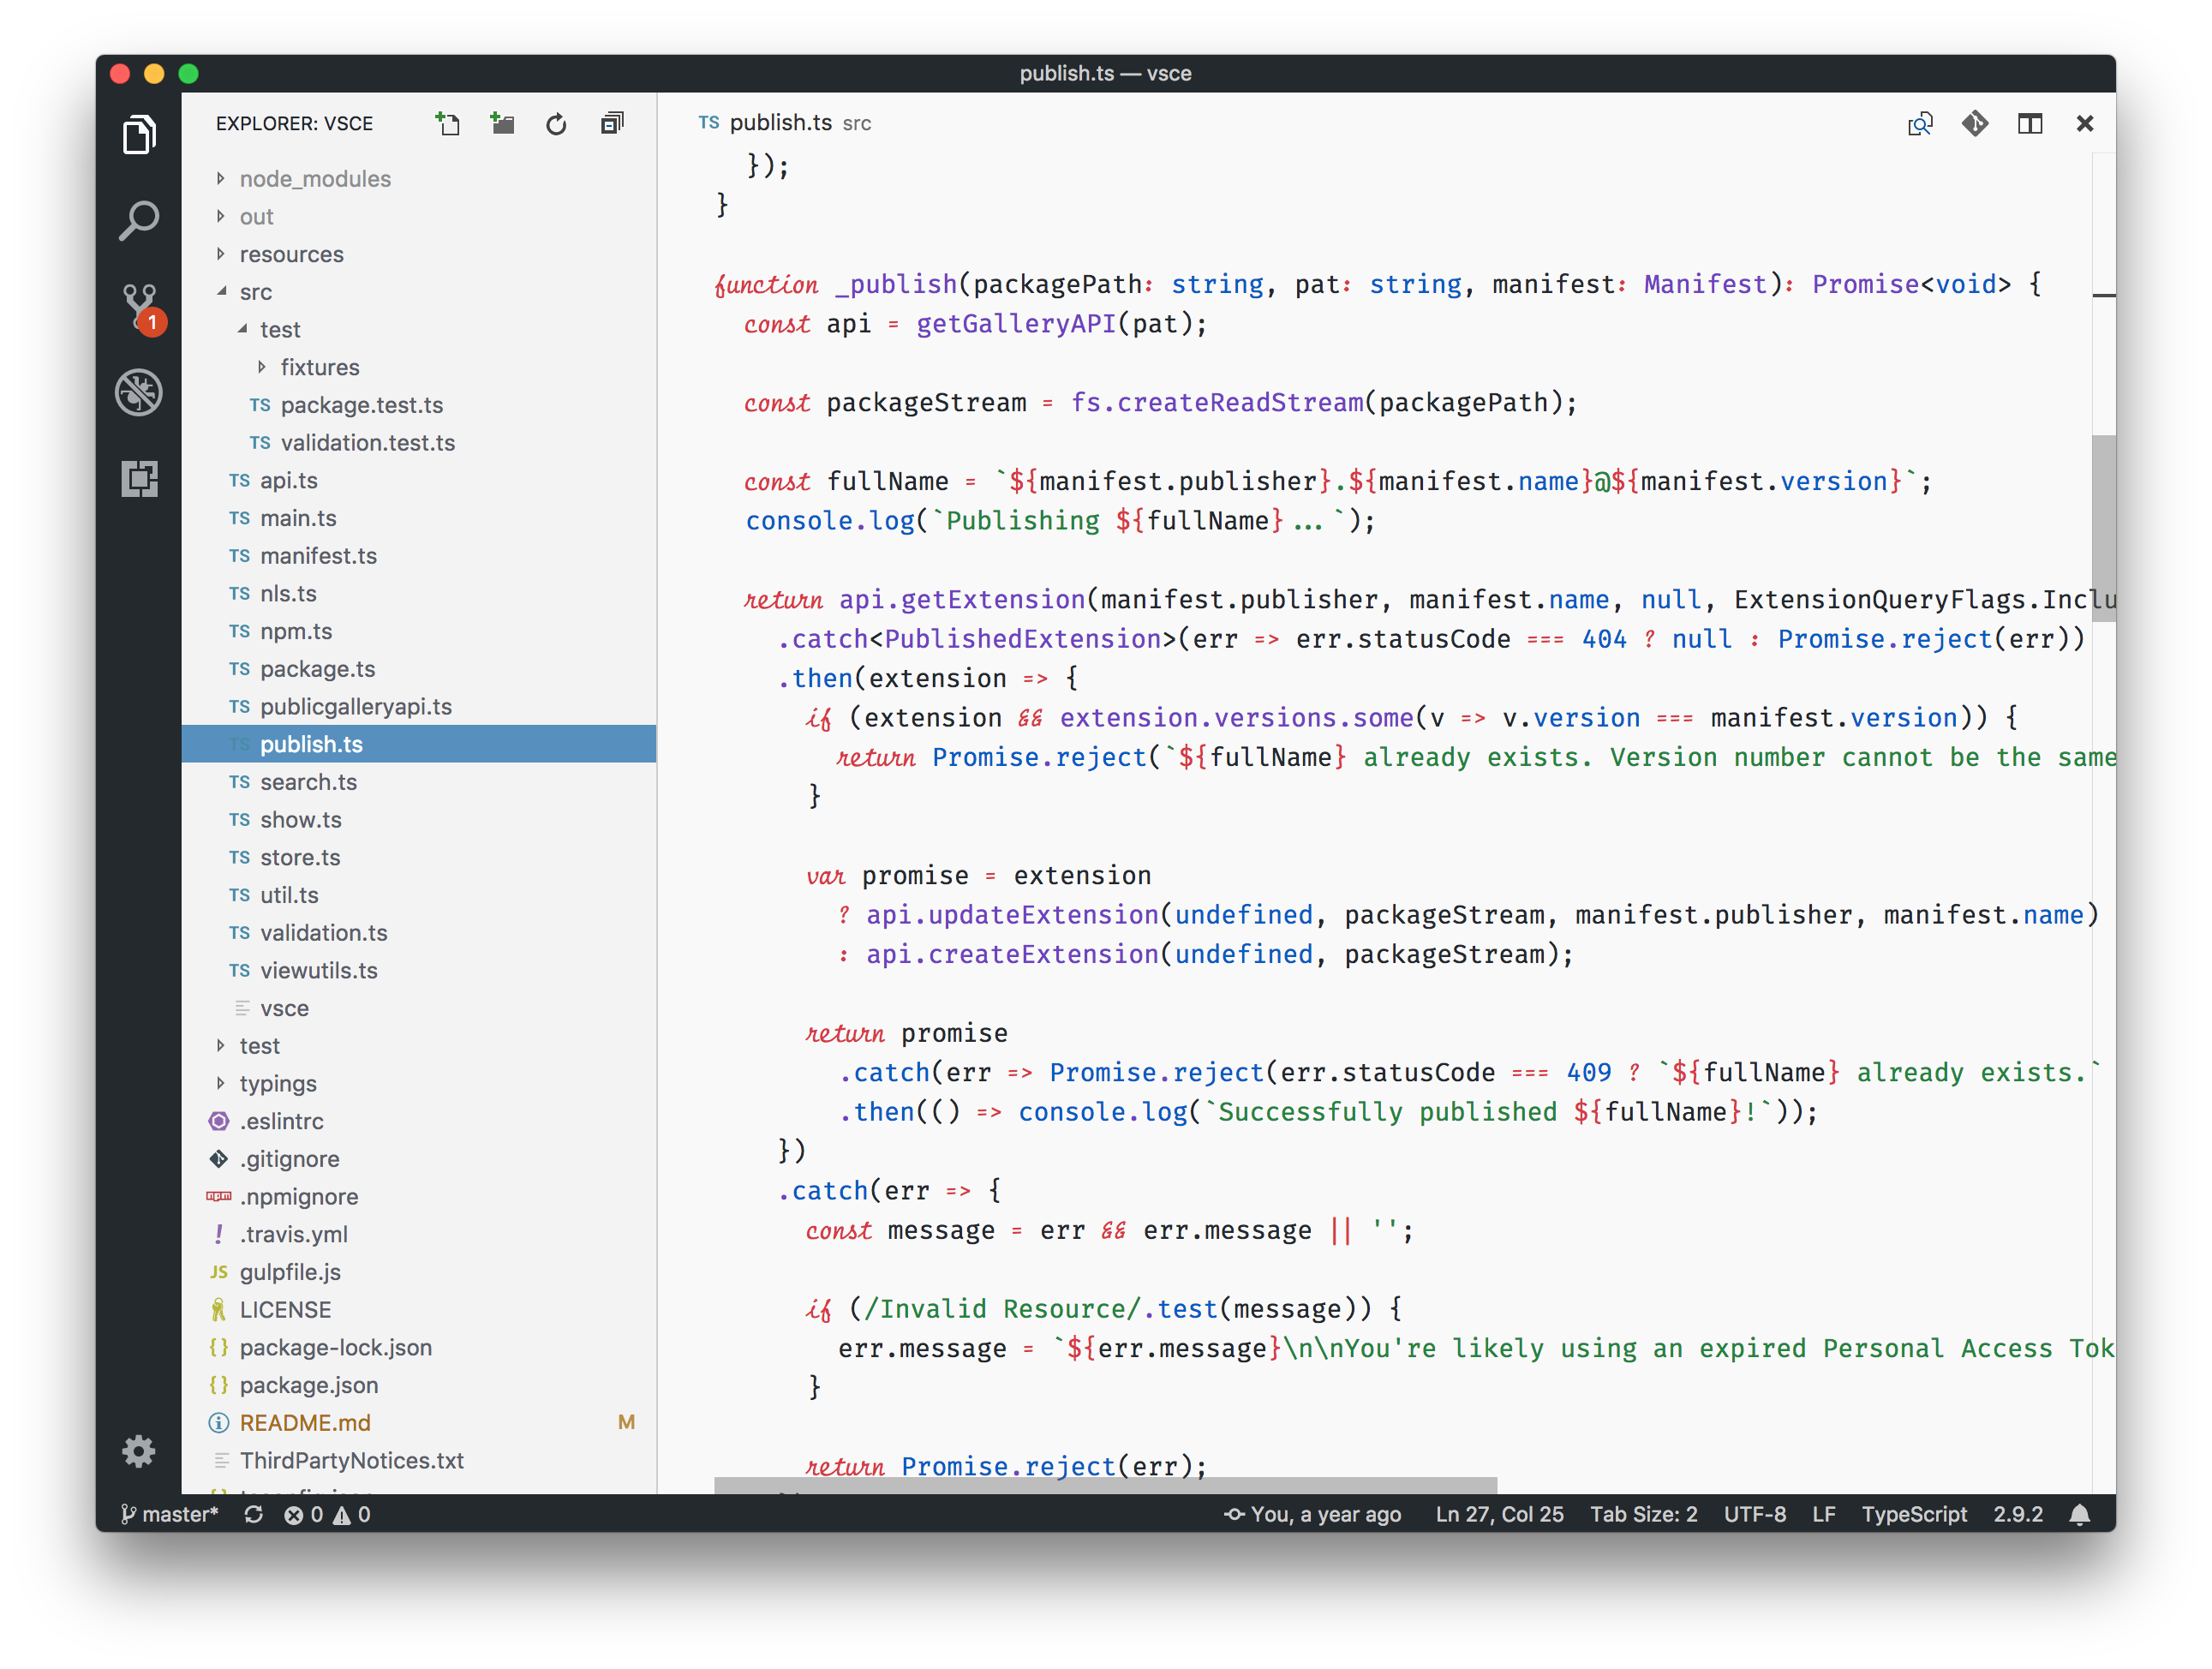 publish.ts — vsce
EXPLORER: VSCE
node_modules
out
resources
src
test
fixtures
TS package.test.ts
TS validation.test.ts
TS api.ts
TS main.ts
TS manifest.ts
TS nls.ts
TS npm.ts
TS package.ts
TS publicgalleryapi.ts
TS publish.ts
TS search.ts
TS show.ts
TS store.ts
TS util.ts
TS validation.ts
TS viewutils.ts
vsce
test
typings
.eslintrc
.gitignore
npm .npmignore
! .travis.yml
JS gulpfile.js
LICENSE
{ } package-lock.json
{ } package.json
README.md M
ThirdPartyNotices.txt
1
TS publish.ts src
});
}
function _publish(packagePath: string, pat: string, manifest: Manifest): Promise<void> {
const api = getGalleryAPI(pat);
const packageStream = fs.createReadStream(packagePath);
const fullName = `${manifest.publisher}.${manifest.name}@${manifest.version}`;
console.log(`Publishing ${fullName}...`);
return api.getExtension(manifest.publisher, manifest.name, null, ExtensionQueryFlags.Inclu
.catch<PublishedExtension>(err => err.statusCode === 404 ? null : Promise.reject(err))
.then(extension => {
if (extension && extension.versions.some(v => v.version === manifest.version)) {
return Promise.reject(`${fullName} already exists. Version number cannot be the same
}
var promise = extension
? api.updateExtension(undefined, packageStream, manifest.publisher, manifest.name)
: api.createExtension(undefined, packageStream);
return promise
.catch(err => Promise.reject(err.statusCode === 409 ? `${fullName} already exists.`
.then(() => console.log(`Successfully published ${fullName}!`));
})
.catch(err => {
const message = err && err.message || '';
if (/Invalid Resource/.test(message)) {
err.message = `${err.message}\n\nYou're likely using an expired Personal Access Tok
}
return Promise.reject(err);
master* 0 0 You, a year ago Ln 27, Col 25 Tab Size: 2 UTF-8 LF TypeScript 2.9.2